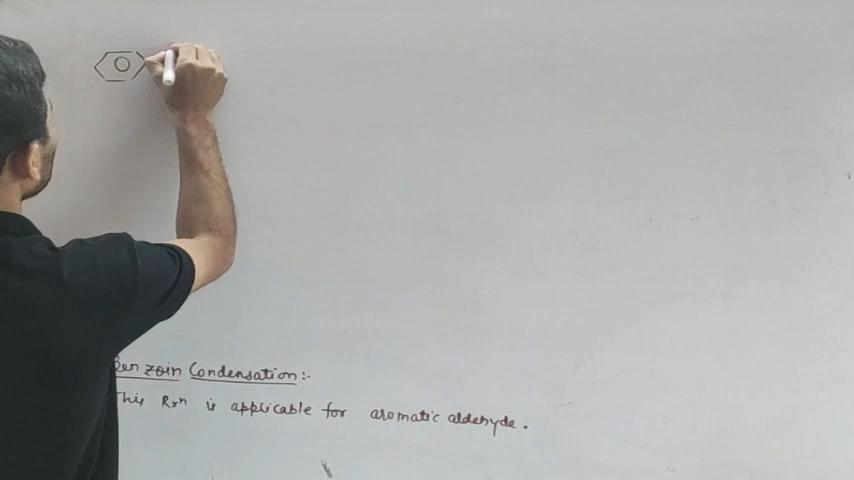 Benzoin Condensation:-
This Rxn is applicable for aromatic aldehyde.